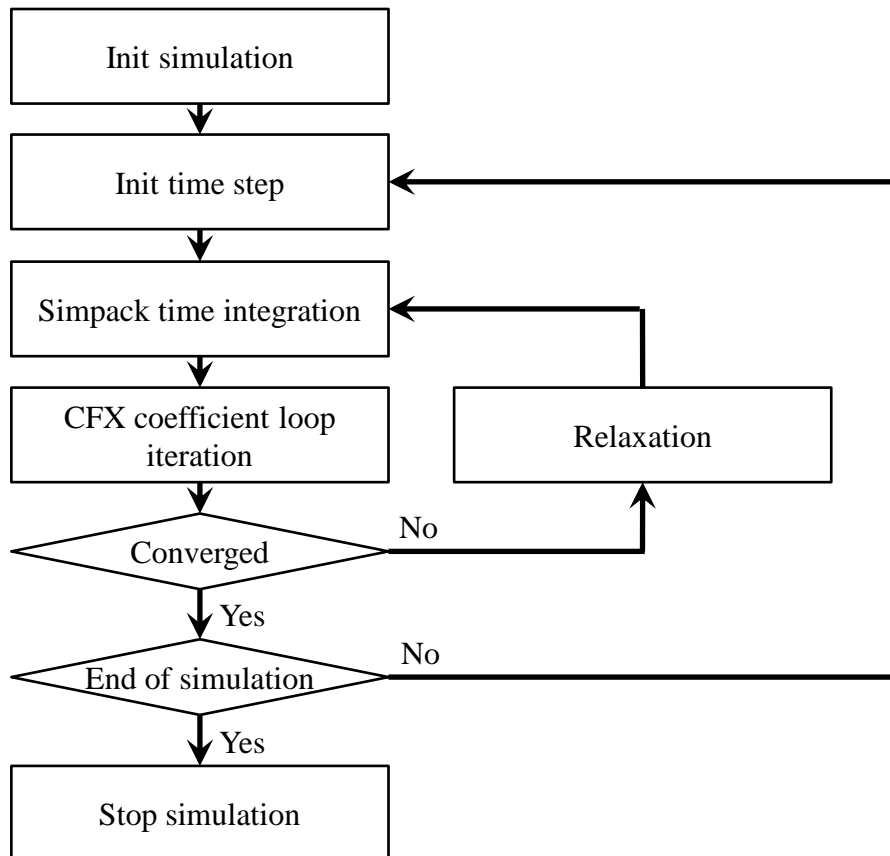 Init simulation
Init time step
Simpack time integration
CFX coefficient loop
iteration
Relaxation
Converged
No
Yes
End of simulation
No
Yes
Stop simulation